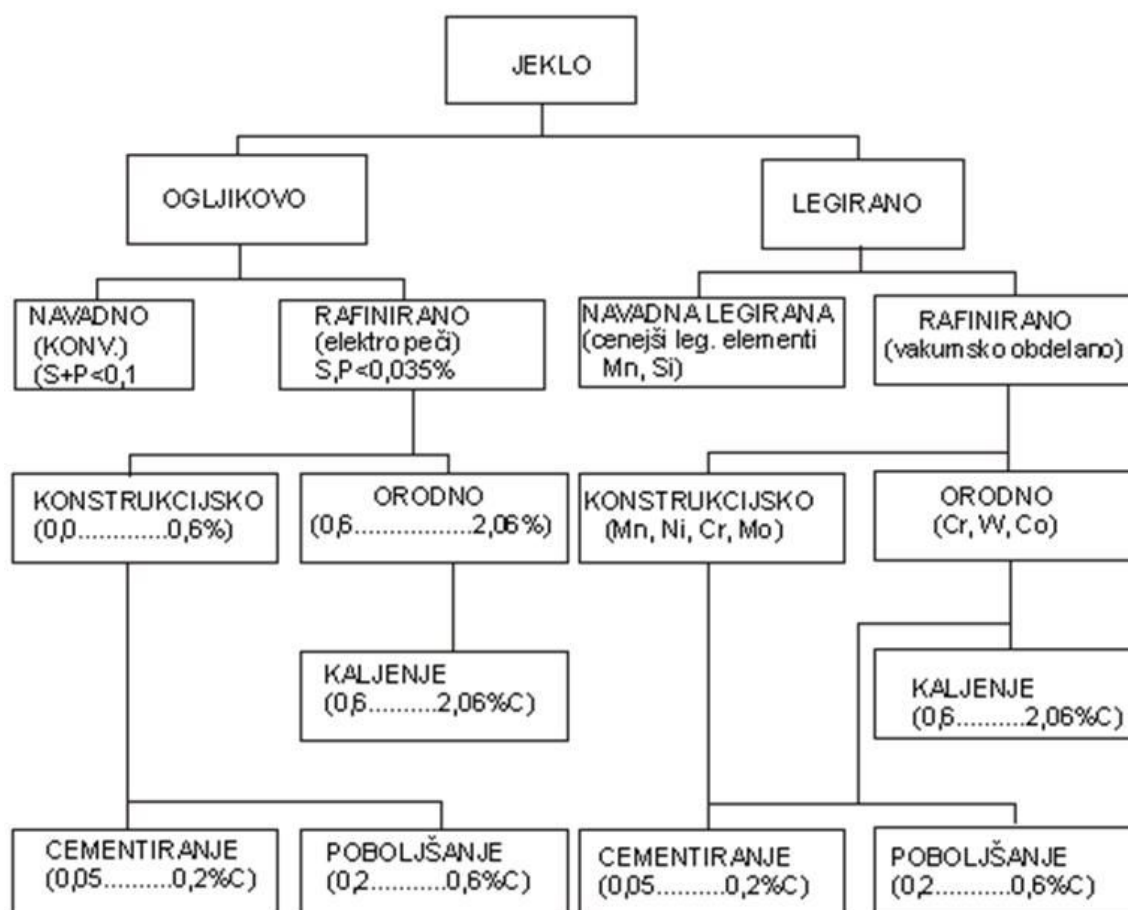 JEKLO
OGLJIKOVO
LEGIRANO
NAVADNO
(KONV.)
(S+P<0,1
RAFINIRANO
(elektro peči)
S,P<0,035%
NAVADNA LEGIRANA
(cenejši leg. elementi
Mn, Si)
RAFINIRANO
(vakumsko obdelano)
KONSTRUKCIJSKO
(0,0..............0,6%)
ORODNO
(0,6...................2,06%)
KONSTRUKCIJSKO
(Mn, Ni, Cr, Mo)
ORODNO
(Cr, W, Co)
KALJENJE
(0,6..........2,06%C)
KALJENJE
(0,6..........2,06%C)
CEMENTIRANJE
(0,05..........0,2%C)
POBOLJŠANJE
(0,2...........0,6%C)
CEMENTIRANJE
(0,05..........0,2%C)
POBOLJŠANJE
(0,2...........0,6%C)